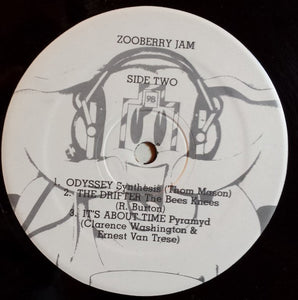 ZOOBERRY JAM
SIDE TWO
98
1. ODYSSEY Synthesis (Thom Mason)
2. THE DRIFTER The Bees Knees
(R. Burton)
3. IT'S ABOUT TIME Pyramyd
(Clarence Washington &
Ernest Van Trese)